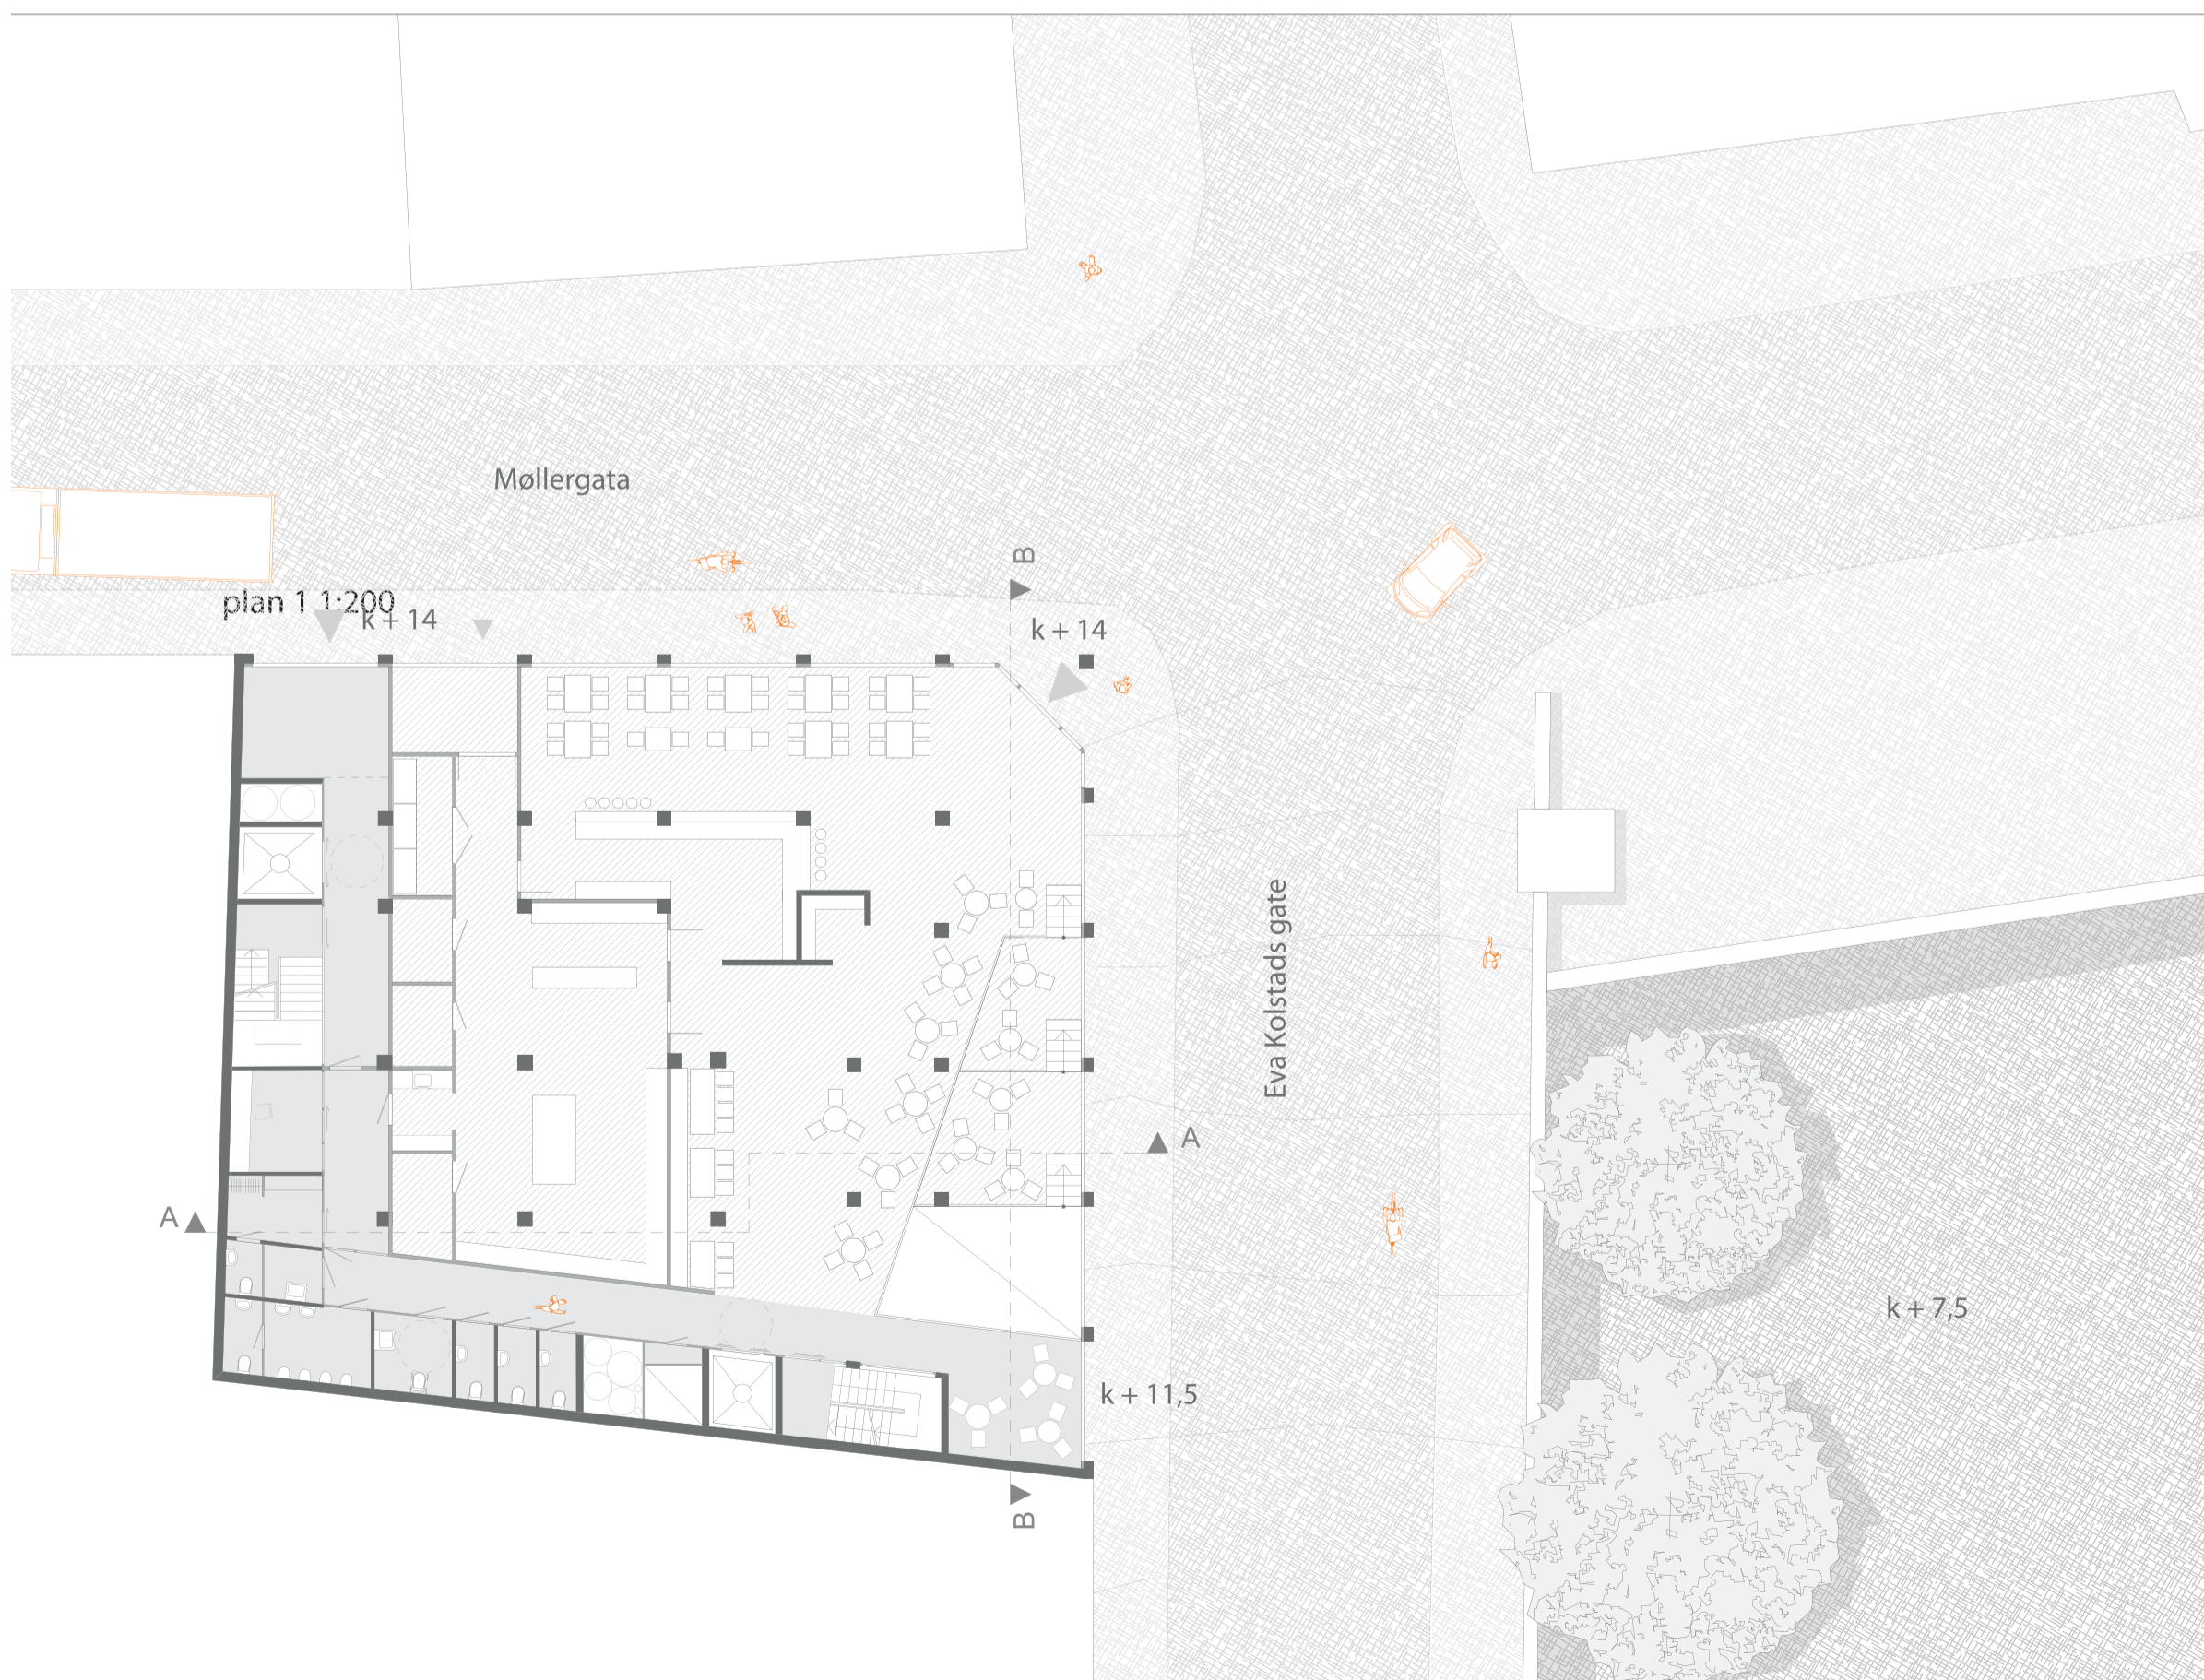 Møllergata
B
plan 1 1:200
k + 14
k + 14
Eva Kolstads gate
A
A
k + 7,5
k + 11,5
B